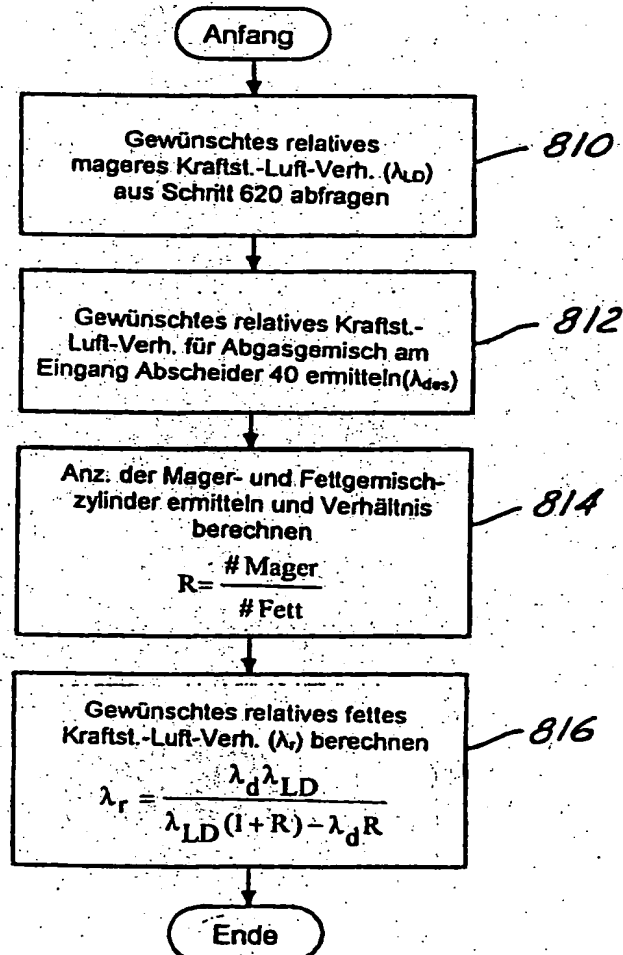 Anfang
Gewünschtes relatives
mageres Kraftst.-Luft-Verh. (λLD)
aus Schritt 620 abfragen
810
Gewünschtes relatives Kraftst.-
Luft-Verh. für Abgasgemisch am
Eingang Abscheider 40 ermitteln(λdes)
812
Anz. der Mager- und Fettgemisch-
zylinder ermitteln und Verhältnis
berechnen
R = # Mager / # Fett
814
Gewünschtes relatives fettes
Kraftst.-Luft-Verh. (λr) berechnen
λr = λdλLD / λLD(1+R)−λdR
816
Ende